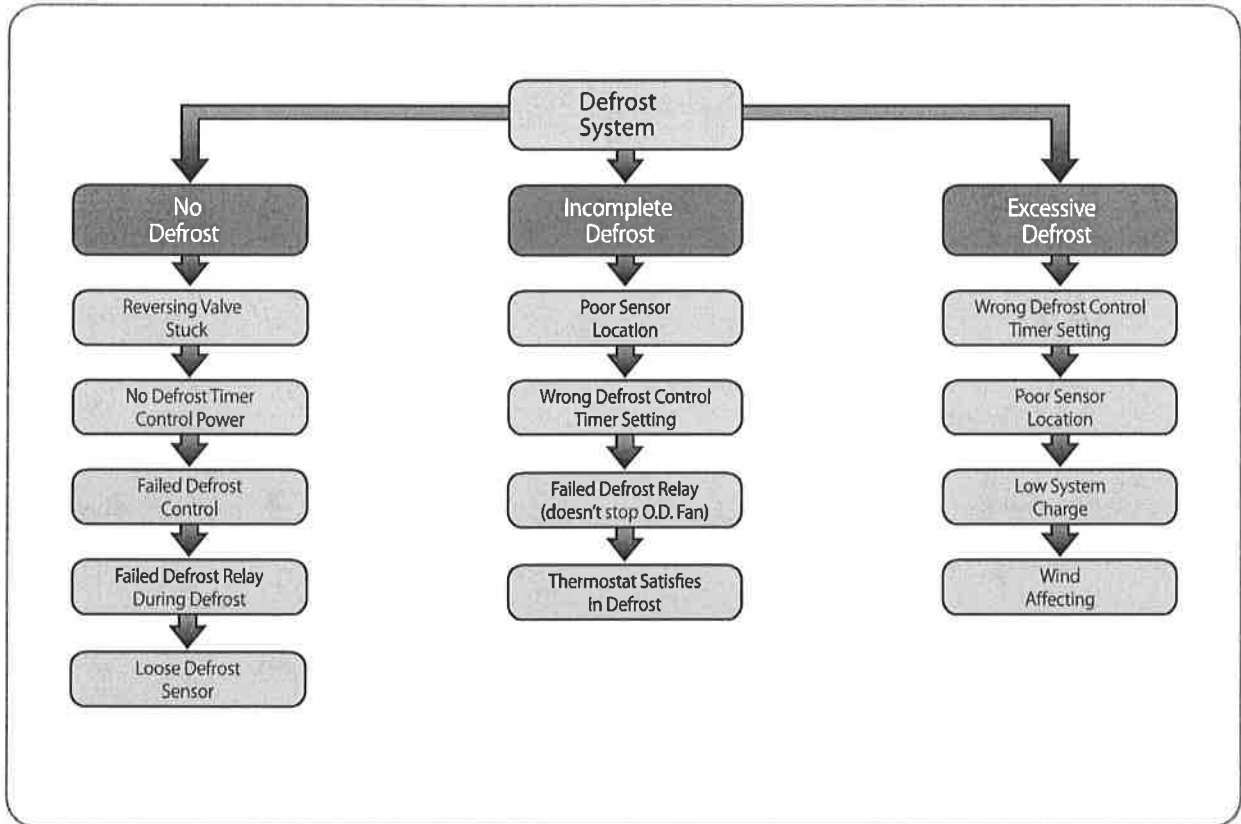 Defrost
System
No
Defrost
Reversing Valve
Stuck
No Defrost Timer
Control Power
Failed Defrost
Control
Failed Defrost Relay
During Defrost
Loose Defrost
Sensor
Incomplete
Defrost
Poor Sensor
Location
Wrong Defrost Control
Timer Setting
Failed Defrost Relay
(doesn't stop O.D. Fan)
Thermostat Satisfies
In Defrost
Excessive
Defrost
Wrong Defrost Control
Timer Setting
Poor Sensor
Location
Low System
Charge
Wind
Affecting